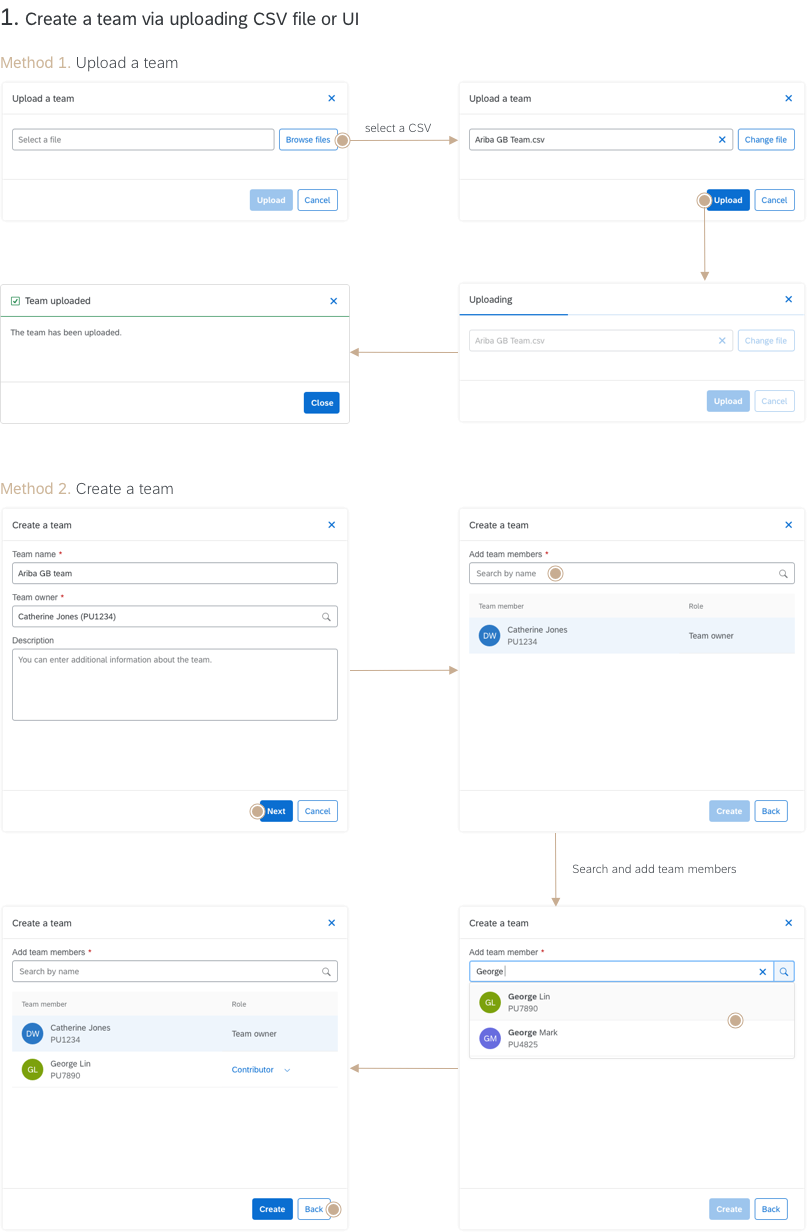 1. Create a team via uploading CSV file or UI
Method 1. Upload a team
Upload a team
Select a file
Browse files
Upload
Cancel
select a CSV
Upload a team
Ariba GB Team.csv
Change file
Upload
Cancel
Team uploaded
The team has been uploaded.
Close
Uploading
Ariba GB Team.csv
Change file
Upload
Cancel
Method 2. Create a team
Create a team
Team name *
Ariba GB team
Team owner *
Catherine Jones (PU1234)
Description
You can enter additional information about the team.
Next
Cancel
Create a team
Add team members *
Search by name
Team member Role
DW
Catherine Jones
PU1234
Team owner
Create
Back
Search and add team members
Create a team
Add team members *
Search by name
Team member Role
DW
Catherine Jones
PU1234
Team owner
GL
George Lin
PU7890
Contributor
Create
Back
Create a team
Add team member *
George
GL
George Lin
PU7890
GM
George Mark
PU4825
Create
Back